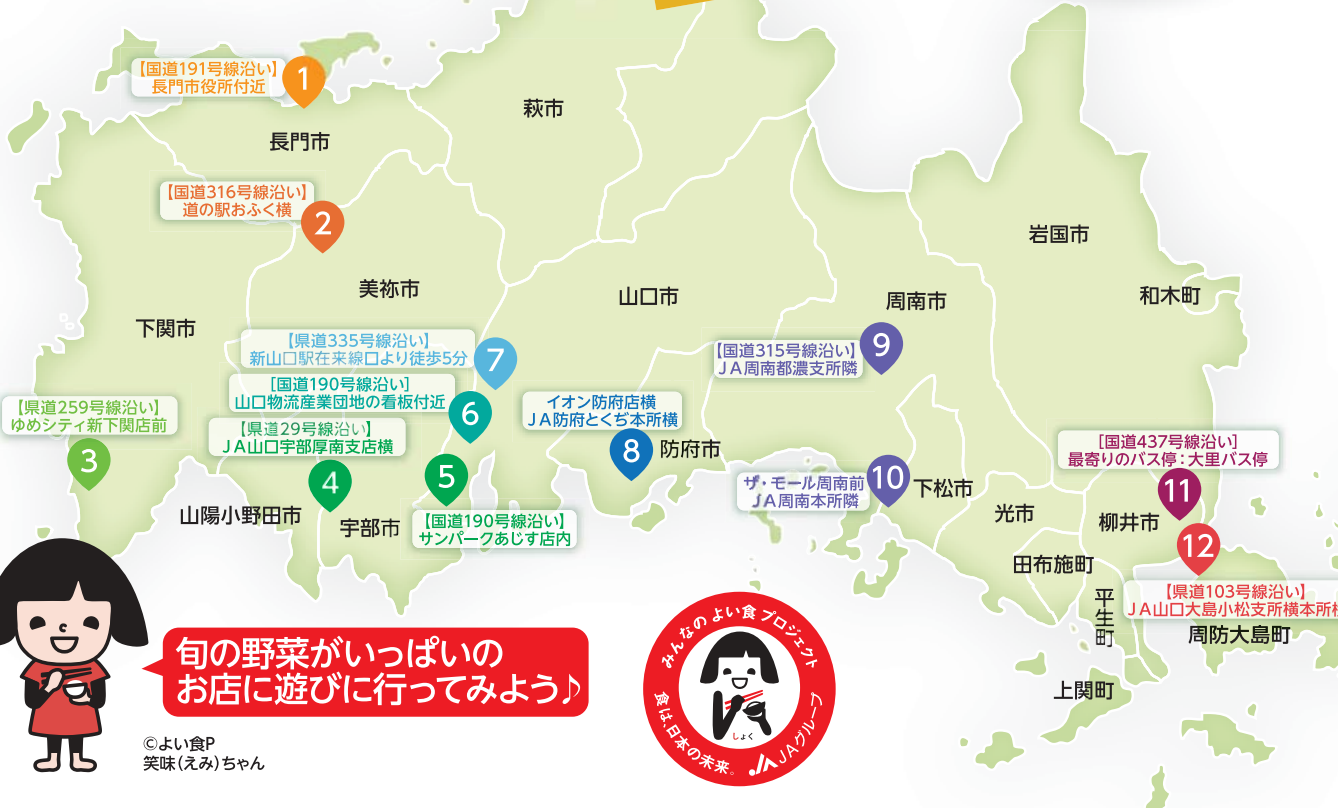 【国道191号線沿い】
長門市役所付近
1
萩市
長門市
【国道316号線沿い】
道の駅おふく横
2
岩国市
美祢市
山口市
周南市
和木町
下関市
【県道335号線沿い】
新山口駅在来線口より徒歩5分
7
【国道315号線沿い】
JA周南都濃支所隣
9
[国道190号線沿い]
山口物流産業団地の看板付近
6
【県道259号線沿い】
ゆめシティ新下関店前
3
【県道29号線沿い】
JA山口宇部厚南支店横
4
5
イオン防府店横
JA防府とくぢ本所横
8
防府市
[国道437号線沿い]
最寄りのバス停：大里バス停
11
ザ・モール周南前
JA周南本所隣
10
下松市
山陽小野田市
宇部市
【国道190号線沿い】
サンパークあじす店内
光市
柳井市
12
田布施町
平生町
【県道103号線沿い】
JA山口大島小松支所横本所横
周防大島町
上関町
旬の野菜がいっぱいの
お店に遊びに行ってみよう♪
©よい食P
笑味（えみ）ちゃん
みんなのよい食プロジェクト
しょく
食は、日本の未来。
JAグループ